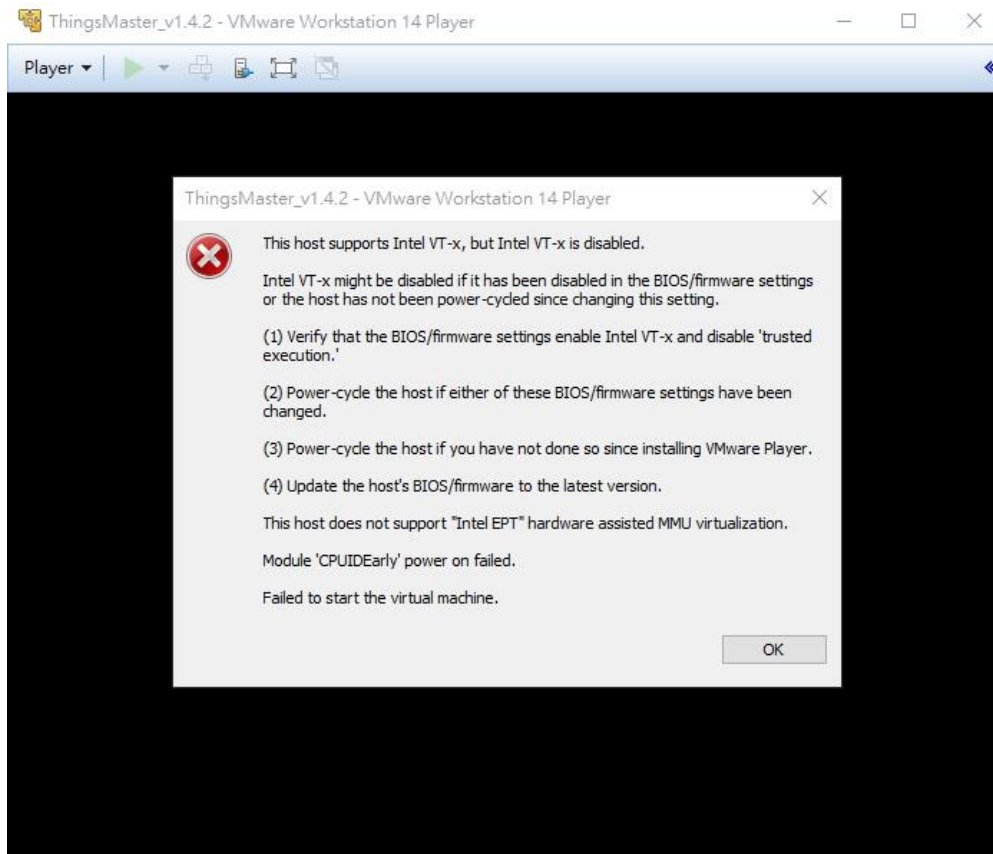 ThingsMaster_v1.4.2 - VMware Workstation 14 Player
Player
ThingsMaster_v1.4.2 - VMware Workstation 14 Player
This host supports Intel VT-x, but Intel VT-x is disabled.
Intel VT-x might be disabled if it has been disabled in the BIOS/firmware settings
or the host has not been power-cycled since changing this setting.
(1) Verify that the BIOS/firmware settings enable Intel VT-x and disable 'trusted
execution.'
(2) Power-cycle the host if either of these BIOS/firmware settings have been
changed.
(3) Power-cycle the host if you have not done so since installing VMware Player.
(4) Update the host's BIOS/firmware to the latest version.
This host does not support "Intel EPT" hardware assisted MMU virtualization.
Module 'CPUIDEarly' power on failed.
Failed to start the virtual machine.
OK